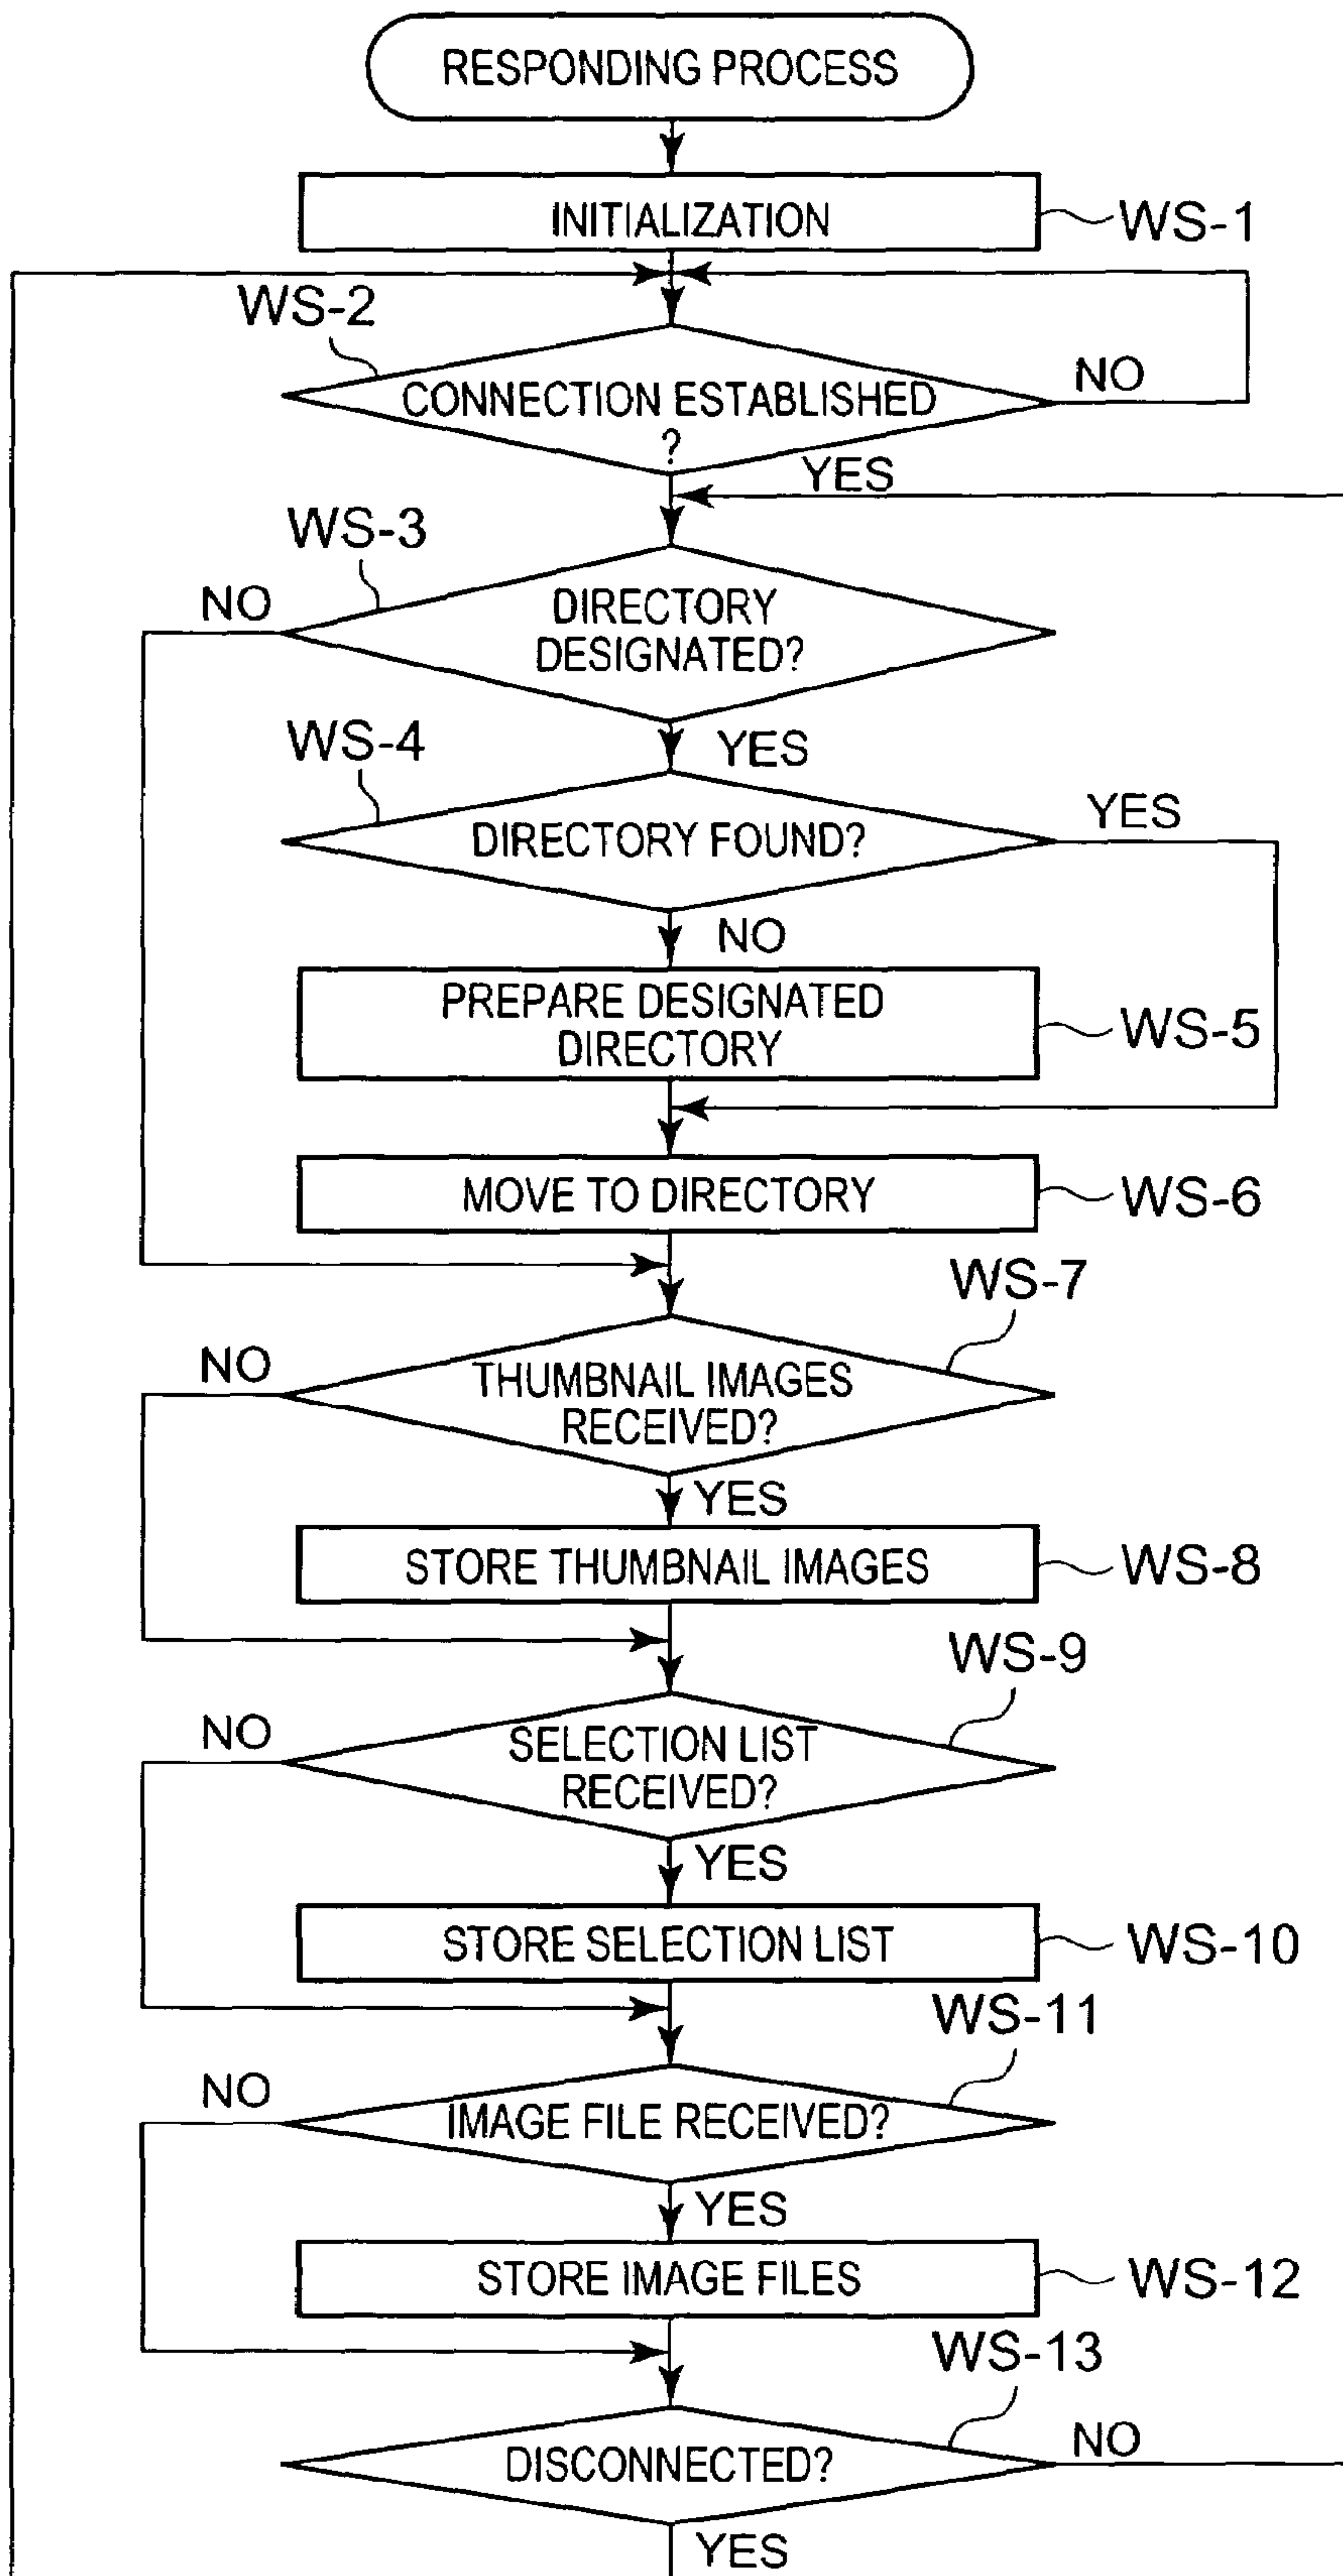 RESPONDING PROCESS
INITIALIZATION
WS-1
WS-2
CONNECTION ESTABLISHED
?
NO
YES
WS-3
NO
DIRECTORY
DESIGNATED?
YES
WS-4
DIRECTORY FOUND?
YES
NO
PREPARE DESIGNATED
DIRECTORY
WS-5
MOVE TO DIRECTORY
WS-6
WS-7
NO
THUMBNAIL IMAGES
RECEIVED?
YES
STORE THUMBNAIL IMAGES
WS-8
WS-9
NO
SELECTION LIST
RECEIVED?
YES
STORE SELECTION LIST
WS-10
WS-11
NO
IMAGE FILE RECEIVED?
YES
STORE IMAGE FILES
WS-12
WS-13
DISCONNECTED?
NO
YES